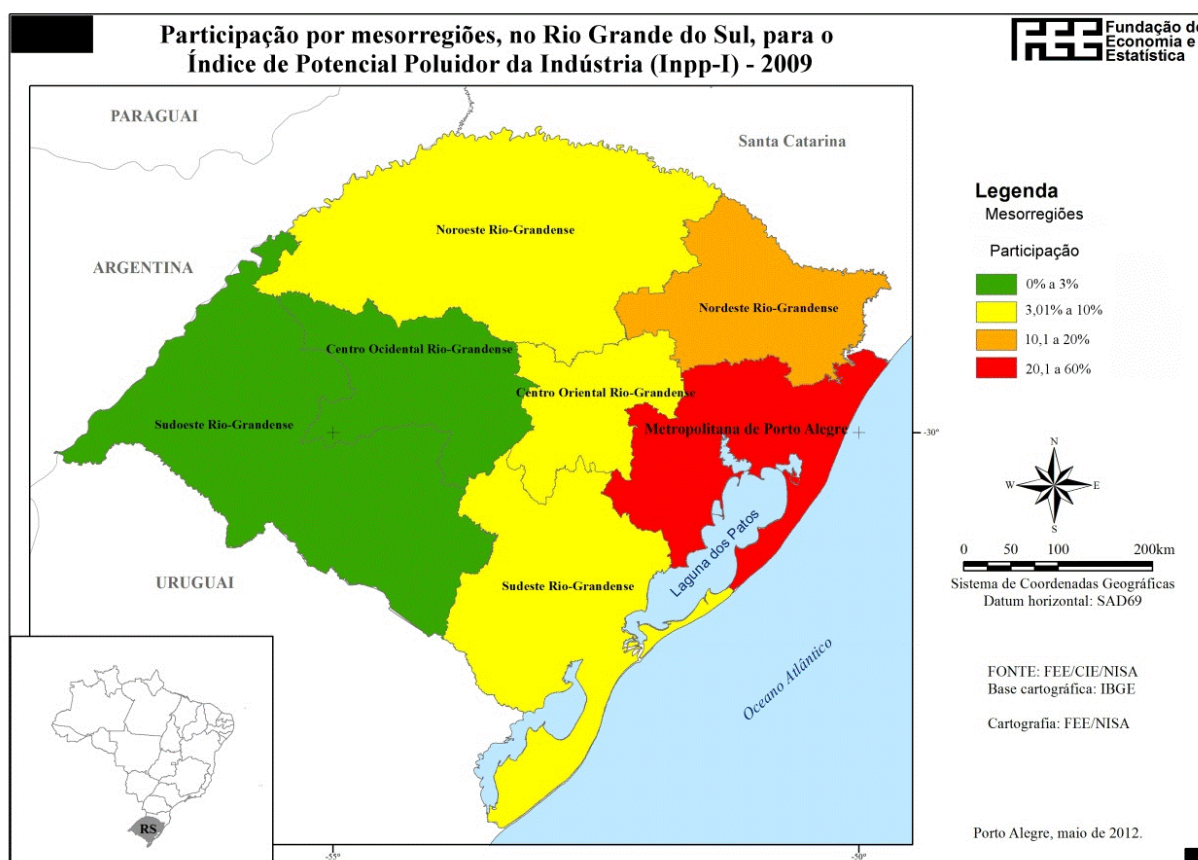 Participação por mesorregiões, no Rio Grande do Sul, para o
Índice de Potencial Poluidor da Indústria (Inpp-I) - 2009
FEE
Fundação de
Economia e
Estatística
PARAGUAI
Santa Catarina
ARGENTINA
Noroeste Rio-Grandense
Nordeste Rio-Grandense
Centro Ocidental Rio-Grandense
Centro Oriental Rio-Grandense
Sudoeste Rio-Grandense
Metropolitana de Porto Alegre
Laguna dos Patos
Sudeste Rio-Grandense
URUGUAI
Oceano Atlântico
RS
-55°
-50°
-30°
Legenda
Mesorregiões
Participação
0% a 3%
3,01% a 10%
10,1 a 20%
20,1 a 60%
N
W
E
S
0 50 100 200km
Sistema de Coordenadas Geográficas
Datum horizontal: SAD69
FONTE: FEE/CIE/NISA
Base cartográfica: IBGE
Cartografia: FEE/NISA
Porto Alegre, maio de 2012.